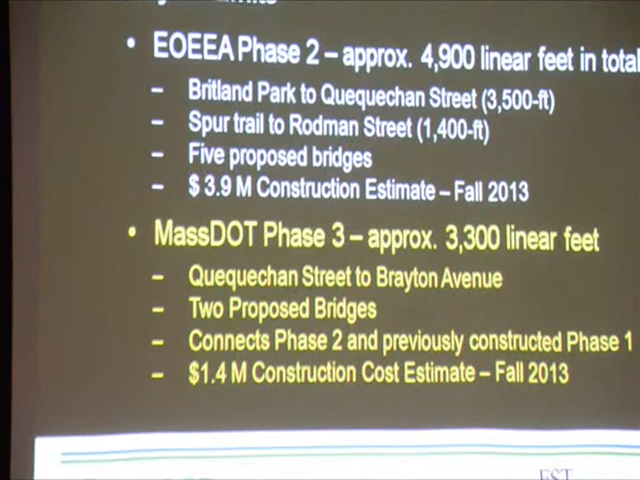 • EOEEA Phase 2 – approx. 4,900 linear feet in total
– Britland Park to Quequechan Street (3,500-ft)
– Spur trail to Rodman Street (1,400-ft)
– Five proposed bridges
– $ 3.9 M Construction Estimate – Fall 2013
• MassDOT Phase 3 – approx. 3,300 linear feet
– Quequechan Street to Brayton Avenue
– Two Proposed Bridges
– Connects Phase 2 and previously constructed Phase 1
– $1.4 M Construction Cost Estimate – Fall 2013